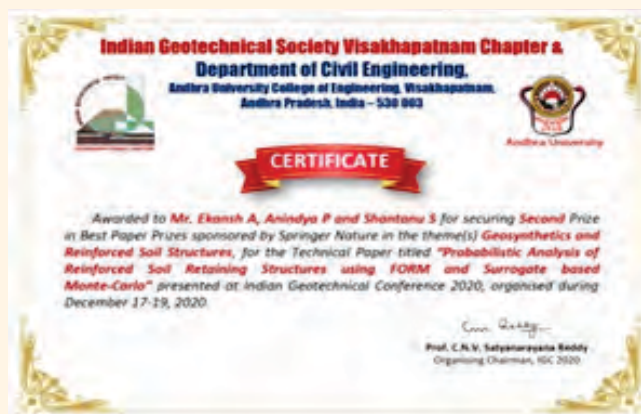 Indian Geotechnical Society Visakhapatnam Chapter &
Department of Civil Engineering,
Andhra University College of Engineering, Visakhapatnam,
Andhra Pradesh, India – 530 003
Andhra University
CERTIFICATE
Awarded to Mr. Ekansh A, Anindya P and Shantanu S for securing Second Prize
in Best Paper Prizes sponsored by Springer Nature in the theme(s) Geosynthetics and
Reinforced Soil Structures, for the Technical Paper titled "Probabilistic Analysis of
Reinforced Soil Retaining Structures using FORM and Surrogate based
Monte-Carlo" presented at Indian Geotechnical Conference 2020, organised during
December 17-19, 2020.
Prof. C.N.V. Satyanarayana Reddy
Organising Chairman, IGC 2020